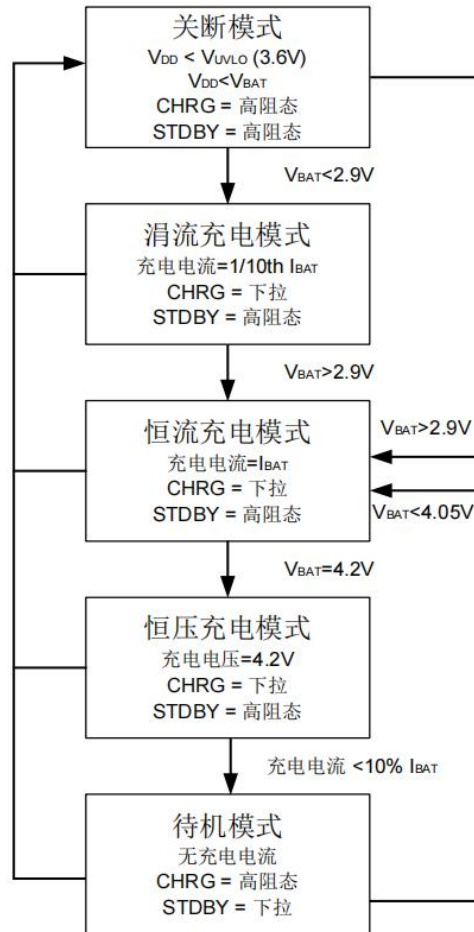 关断模式
VDD < VUVLO (3.6V)
VDD<VBAT
CHRG = 高阻态
STDBY = 高阻态
VBAT<2.9V
涓流充电模式
充电电流=1/10th IBAT
CHRG = 下拉
STDBY = 高阻态
VBAT>2.9V
恒流充电模式
充电电流=IBAT
CHRG = 下拉
STDBY = 高阻态
VBAT>2.9V
VBAT<4.05V
VBAT=4.2V
恒压充电模式
充电电压=4.2V
CHRG = 下拉
STDBY = 高阻态
充电电流 <10% IBAT
待机模式
无充电电流
CHRG = 高阻态
STDBY = 下拉